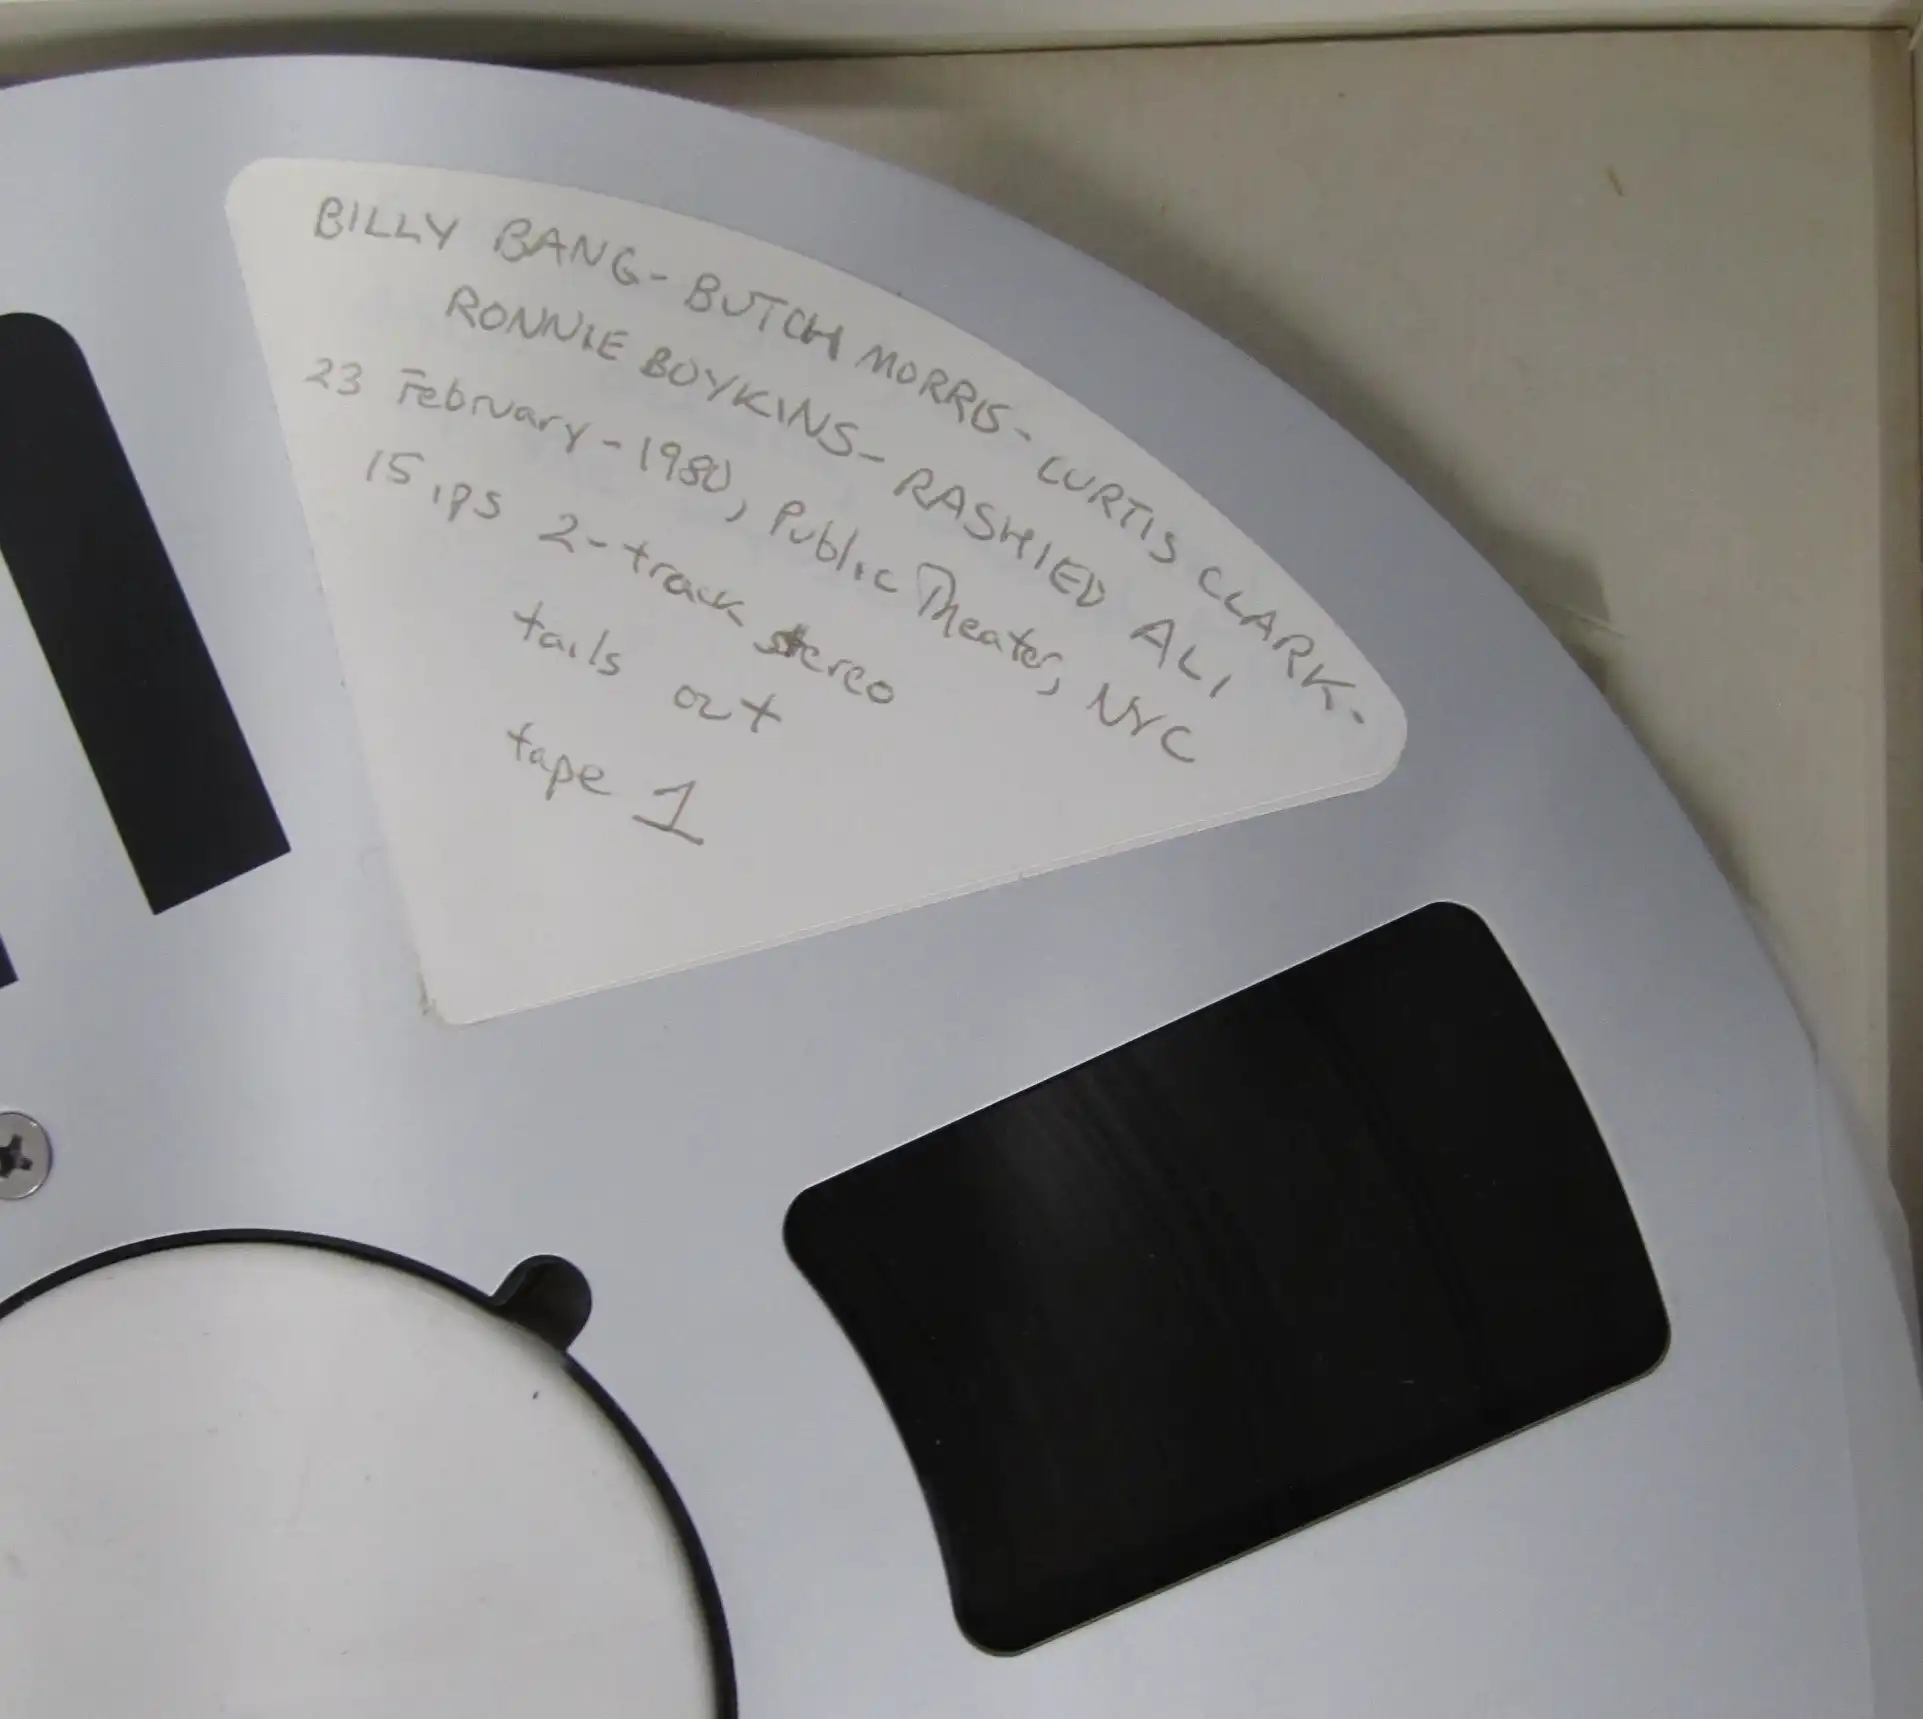 BILLY BANG - BUTCH MORRIS - CURTIS CLARK -
RONNIE BOYKINS - RASHIED ALI
23 February - 1980, Public Theater, NYC
15 ips 2-track stereo
tails out
tape 1